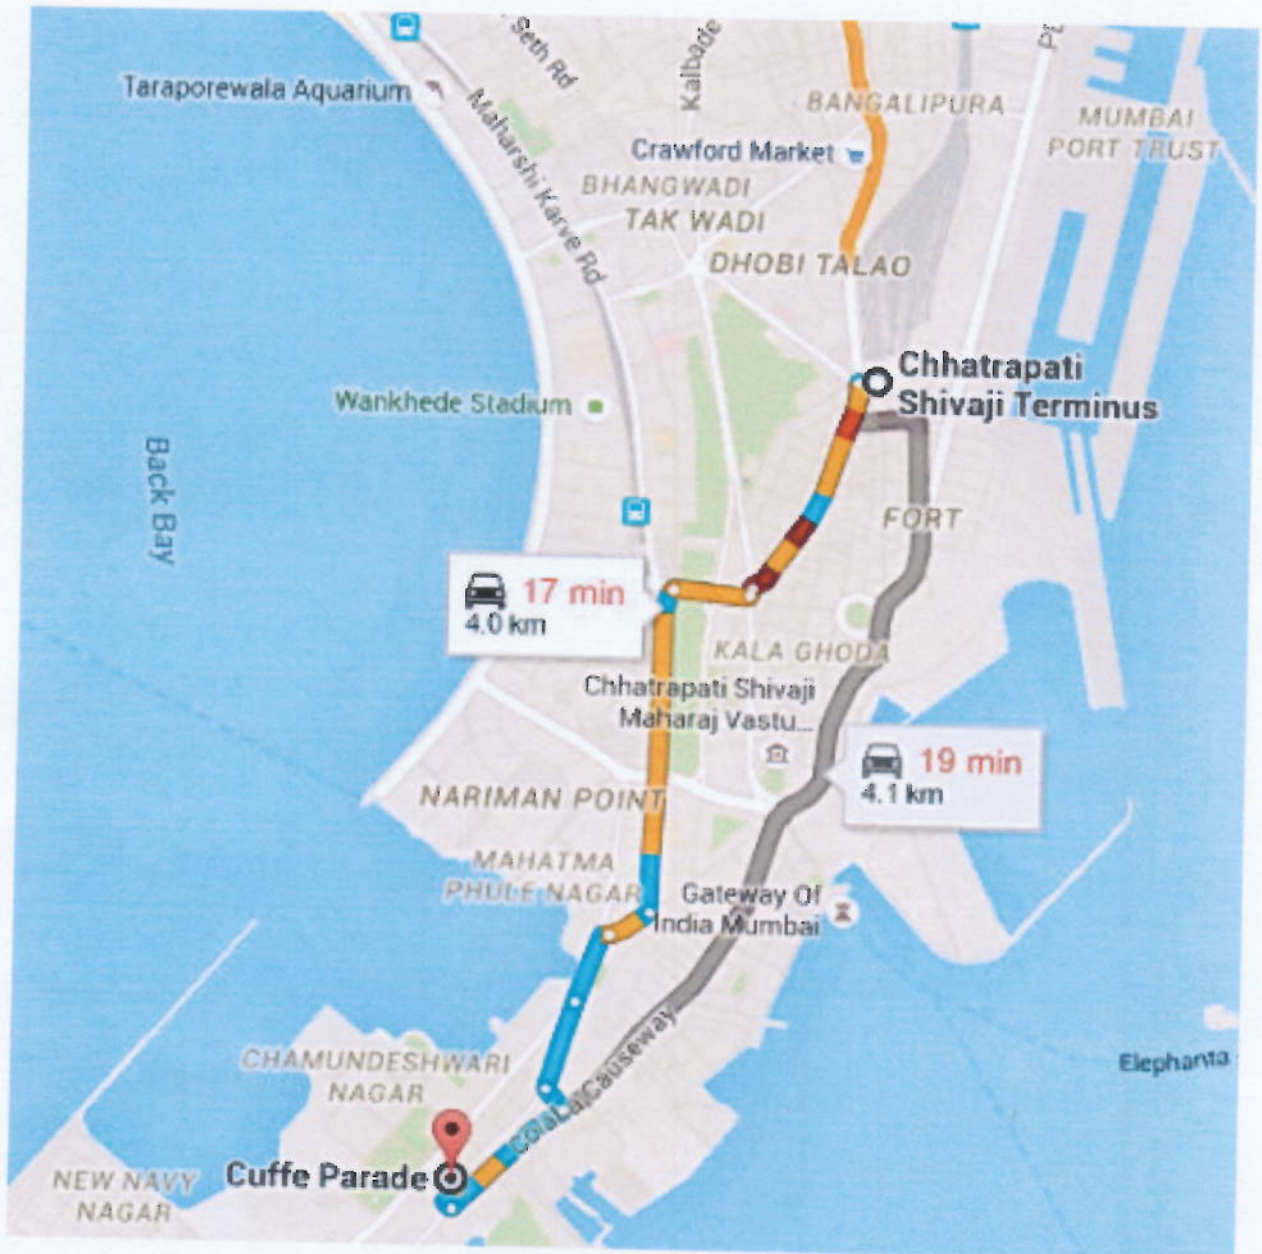 Seth Rd
Kalbade
Taraporewala Aquarium
Maharshi Karve Rd
BANGALIPURA
MUMBAI
PORT TRUST
Crawford Market
BHANGWADI
TAK WADI
DHOBI TALAO
Chhatrapati
Shivaji Terminus
Wankhede Stadium
Back Bay
FORT
17 min
4.0 km
KALA GHODA
Chhatrapati Shivaji
Maharaj Vastu...
19 min
4.1 km
NARIMAN POINT
MAHATMA
PHULE NAGAR
Gateway Of
India Mumbai
CHAMUNDESHWARI
NAGAR
Elephanta
Causeway
Cuffe Parade
NEW NAVY
NAGAR